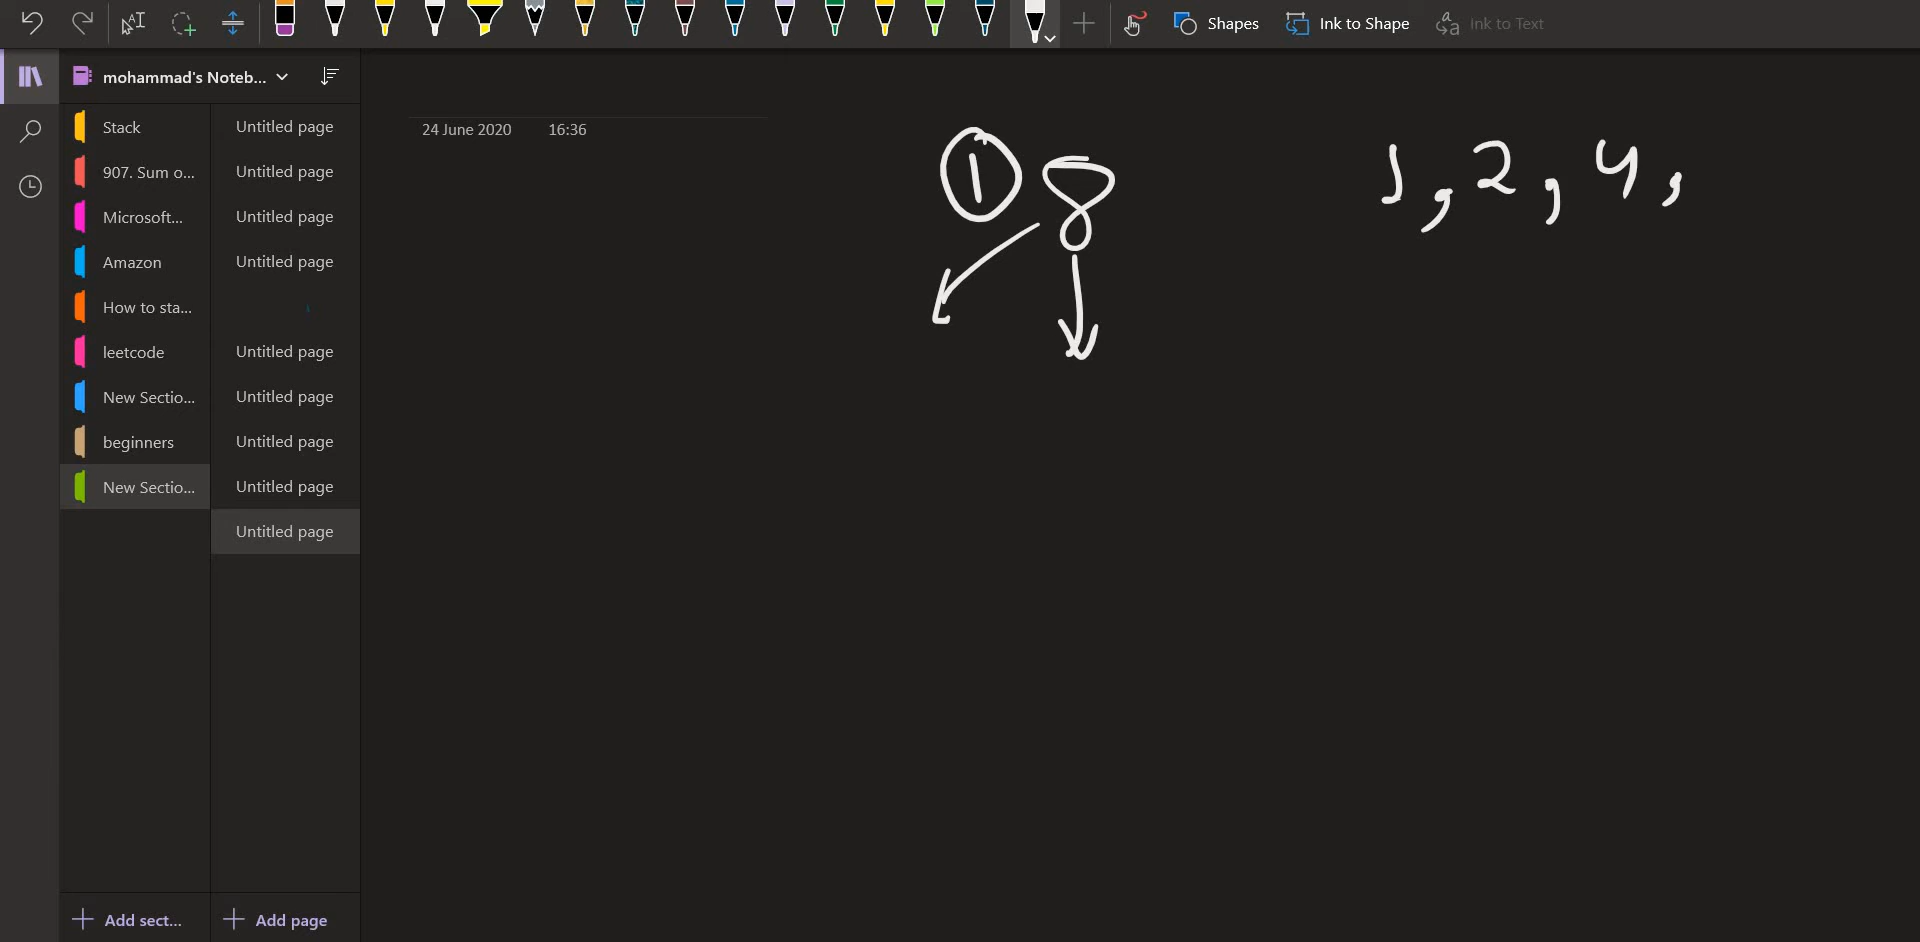 Shapes
Ink to Shape
Ink to Text
mohammad's Noteb...
Stack
907. Sum o...
Microsoft...
Amazon
How to sta...
leetcode
New Sectio...
beginners
New Sectio...
Untitled page
Untitled page
Untitled page
Untitled page
Untitled page
Untitled page
Untitled page
Untitled page
Untitled page
24 June 2020 16:36
1 8
1, 2, 4,
Add sect...
Add page